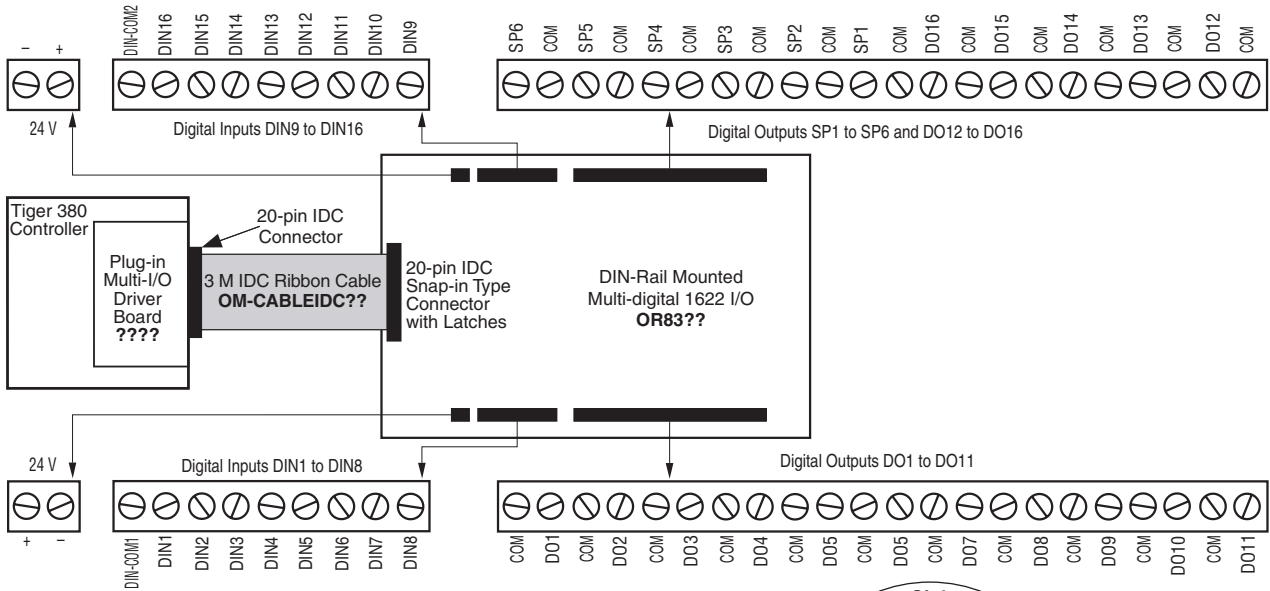 DIN-COM2 DIN16 DIN15 DIN14 DIN13 DIN12 DIN11 DIN10 DIN9
SP6 COM SP5 COM SP4 COM SP3 COM SP2 COM SP1 COM DO16 COM DO15 COM DO14 COM DO13 COM DO12 COM
– +
24 V
Digital Inputs DIN9 to DIN16
Digital Outputs SP1 to SP6 and DO12 to DO16
Tiger 380
Controller
Plug-in
Multi-I/O
Driver
Board
????
20-pin IDC
Connector
3 M IDC Ribbon Cable
OM-CABLEIDC??
20-pin IDC
Snap-in Type
Connector
with Latches
DIN-Rail Mounted
Multi-digital 1622 I/O
OR83??
24 V
Digital Inputs DIN1 to DIN8
Digital Outputs DO1 to DO11
+ –
DIN-COM1 DIN1 DIN2 DIN3 DIN4 DIN5 DIN6 DIN7 DIN8
COM DO1 COM DO2 COM DO3 COM DO4 COM DO5 COM DO5 COM DO7 COM DO8 COM DO9 COM DO10 COM DO11